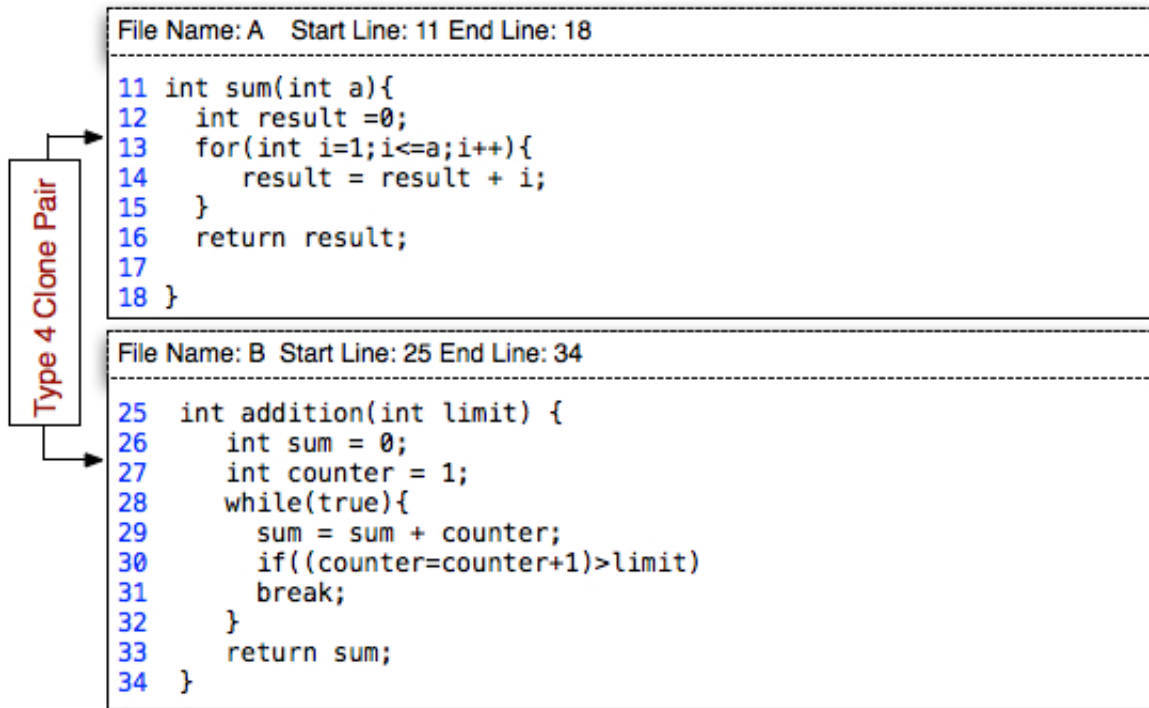 Type 4 Clone Pair
File Name: A    Start Line: 11 End Line: 18
11 int sum(int a){
12   int result =0;
13   for(int i=1;i<=a;i++){
14      result = result + i;
15   }
16   return result;
17
18 }
File Name: B  Start Line: 25 End Line: 34
25  int addition(int limit) {
26     int sum = 0;
27     int counter = 1;
28     while(true){
29       sum = sum + counter;
30       if((counter=counter+1)>limit)
31       break;
32     }
33     return sum;
34  }